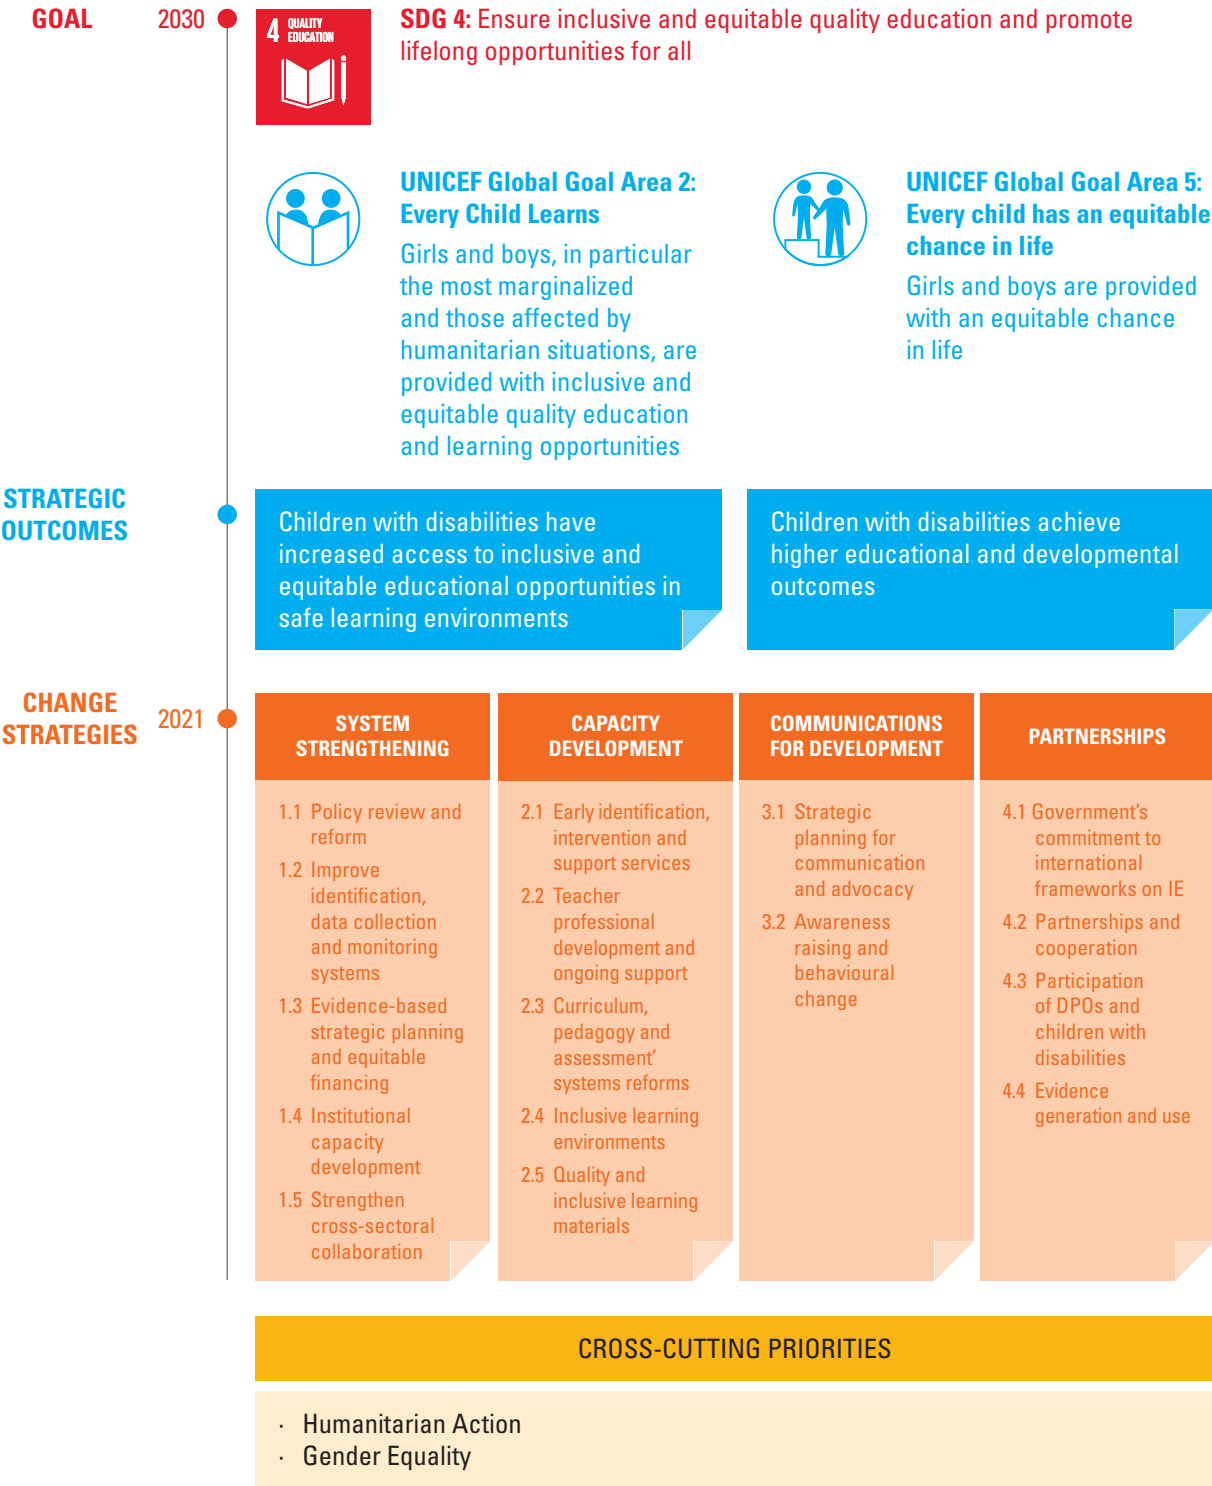 GOAL
2030
4 QUALITY
EDUCATION
SDG 4: Ensure inclusive and equitable quality education and promote
lifelong opportunities for all
UNICEF Global Goal Area 2:
Every Child Learns
Girls and boys, in particular
the most marginalized
and those affected by
humanitarian situations, are
provided with inclusive and
equitable quality education
and learning opportunities
UNICEF Global Goal Area 5:
Every child has an equitable
chance in life
Girls and boys are provided
with an equitable chance
in life
STRATEGIC
OUTCOMES
Children with disabilities have
increased access to inclusive and
equitable educational opportunities in
safe learning environments
Children with disabilities achieve
higher educational and developmental
outcomes
CHANGE
STRATEGIES
2021
SYSTEM
STRENGTHENING
1.1 Policy review and
reform
1.2 Improve
identification,
data collection
and monitoring
systems
1.3 Evidence-based
strategic planning
and equitable
financing
1.4 Institutional
capacity
development
1.5 Strengthen
cross-sectoral
collaboration
CAPACITY
DEVELOPMENT
2.1 Early identification,
intervention and
support services
2.2 Teacher
professional
development and
ongoing support
2.3 Curriculum,
pedagogy and
assessment’
systems reforms
2.4 Inclusive learning
environments
2.5 Quality and
inclusive learning
materials
COMMUNICATIONS
FOR DEVELOPMENT
3.1 Strategic
planning for
communication
and advocacy
3.2 Awareness
raising and
behavioural
change
PARTNERSHIPS
4.1 Government’s
commitment to
international
frameworks on IE
4.2 Partnerships and
cooperation
4.3 Participation
of DPOs and
children with
disabilities
4.4 Evidence
generation and use
CROSS-CUTTING PRIORITIES
· Humanitarian Action
· Gender Equality